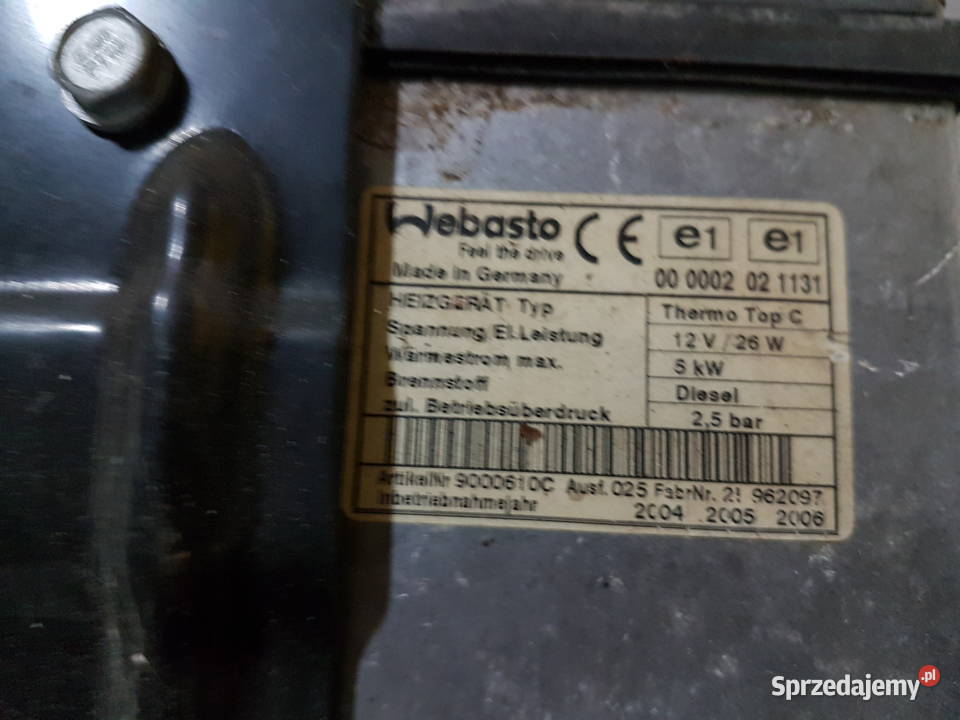 Webasto
Feel the drive
Made in Germany
CE e1 e1
00 0002 02 1131
HEIZGERÄT Typ Thermo Top C
Spannung/El.Leistung 12 V / 26 W
Wärmestrom max. 5 kW
Brennstoff Diesel
zul. Betriebsüberdruck 2,5 bar
ArtikelNr 9000610C Ausf. 025 FabrNr. 962097
Inbetriebnahmejahr 2004 2005 2006
Sprzedajemy.pl